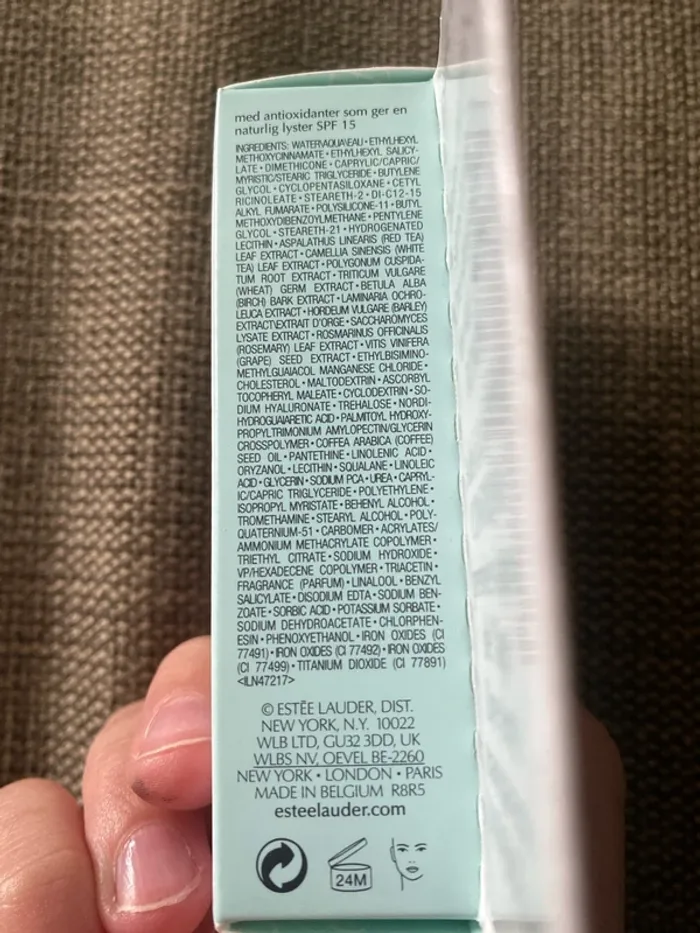 med antioxidanter som ger en
naturlig lyster SPF 15
INGREDIENTS: WATER\AQUA\EAU • ETHYLHEXYL
METHOXYCINNAMATE • ETHYLHEXYL SALICY-
LATE • DIMETHICONE • CAPRYLIC/CAPRIC/
MYRISTIC/STEARIC TRIGLYCERIDE • BUTYLENE
GLYCOL • CYCLOPENTASILOXANE • CETYL
RICINOLEATE • STEARETH-2 • DI-C12-15
ALKYL FUMARATE • POLYSILICONE-11 • BUTYL
METHOXYDIBENZOYLMETHANE • PENTYLENE
GLYCOL • STEARETH-21 • HYDROGENATED
LECITHIN • ASPALATHUS LINEARIS (RED TEA)
LEAF EXTRACT • CAMELLIA SINENSIS (WHITE
TEA) LEAF EXTRACT • POLYGONUM CUSPIDA-
TUM ROOT EXTRACT • TRITICUM VULGARE
(WHEAT) GERM EXTRACT • BETULA ALBA
(BIRCH) BARK EXTRACT • LAMINARIA OCHRO-
LEUCA EXTRACT • HORDEUM VULGARE (BARLEY)
EXTRACT\EXTRAIT D'ORGE • SACCHAROMYCES
LYSATE EXTRACT • ROSMARINUS OFFICINALIS
(ROSEMARY) LEAF EXTRACT • VITIS VINIFERA
(GRAPE) SEED EXTRACT • ETHYLBISIMINO-
METHYLGUAIACOL MANGANESE CHLORIDE •
CHOLESTEROL • MALTODEXTRIN • ASCORBYL
TOCOPHERYL MALEATE • CYCLODEXTRIN • SO-
DIUM HYALURONATE • TREHALOSE • NORDI-
HYDROGUAIARETIC ACID • PALMITOYL HYDROXY-
PROPYLTRIMONIUM AMYLOPECTIN/GLYCERIN
CROSSPOLYMER • COFFEA ARABICA (COFFEE)
SEED OIL • PANTETHINE • LINOLENIC ACID •
ORYZANOL • LECITHIN • SQUALANE • LINOLEIC
ACID • GLYCERIN • SODIUM PCA • UREA • CAPRYL-
IC/CAPRIC TRIGLYCERIDE • POLYETHYLENE •
ISOPROPYL MYRISTATE • BEHENYL ALCOHOL •
TROMETHAMINE • STEARYL ALCOHOL • POLY-
QUATERNIUM-51 • CARBOMER • ACRYLATES/
AMMONIUM METHACRYLATE COPOLYMER •
TRIETHYL CITRATE • SODIUM HYDROXIDE •
VP/HEXADECENE COPOLYMER • TRIACETIN •
FRAGRANCE (PARFUM) • LINALOOL • BENZYL
SALICYLATE • DISODIUM EDTA • SODIUM BEN-
ZOATE • SORBIC ACID • POTASSIUM SORBATE •
SODIUM DEHYDROACETATE • CHLORPHEN-
ESIN • PHENOXYETHANOL • IRON OXIDES (CI
77491) • IRON OXIDES (CI 77492) • IRON OXIDES
(CI 77499) • TITANIUM DIOXIDE (CI 77891)
<ILN47217>
© ESTĒE LAUDER, DIST.
NEW YORK, N.Y. 10022
WLB LTD, GU32 3DD, UK
WLBS NV, OEVEL BE-2260
NEW YORK • LONDON • PARIS
MADE IN BELGIUM R8R5
esteelauder.com
24M